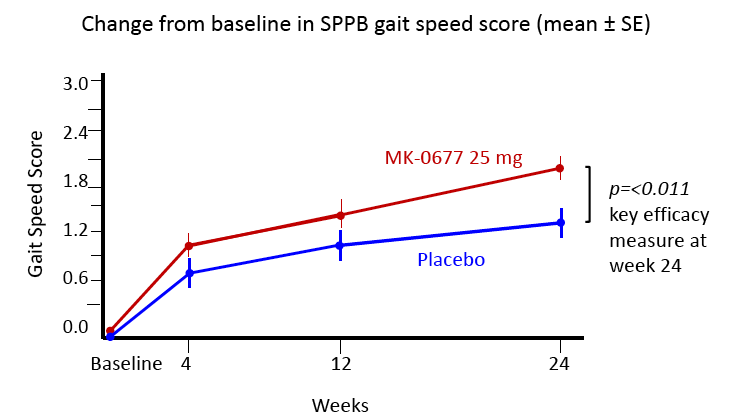 Change from baseline in SPPB gait speed score (mean ± SE)
3.0
2.4
1.8
1.2
0.6
0.0
Gait Speed Score
MK-0677 25 mg
Placebo
p=<0.011
key efficacy
measure at
week 24
Baseline 4 12 24
Weeks